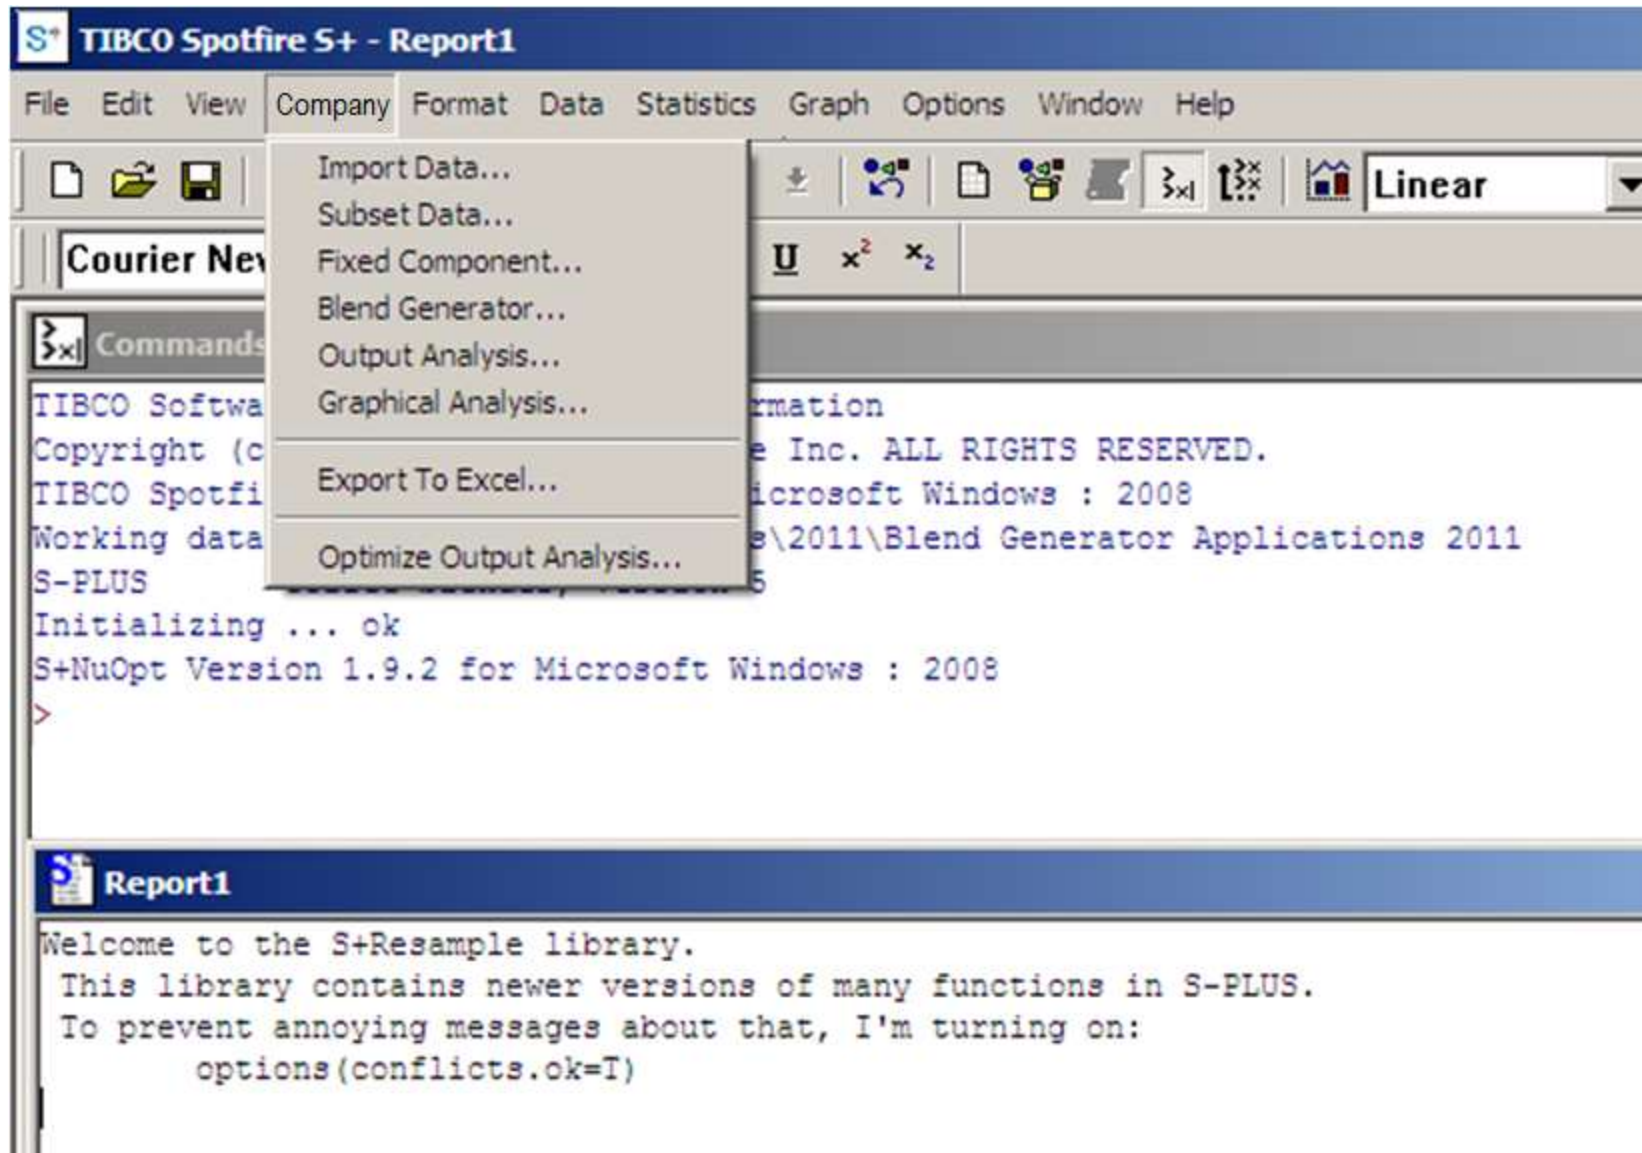 S+ TIBCO Spotfire S+ - Report1
File Edit View Company Format Data Statistics Graph Options Window Help
Import Data...
Subset Data...
Fixed Component...
Blend Generator...
Output Analysis...
Graphical Analysis...
Export To Excel...
Optimize Output Analysis...
Linear
Courier New
U x² x₂
Commands
TIBCO Softwa rmation
Copyright (c e Inc. ALL RIGHTS RESERVED.
TIBCO Spotfi icrosoft Windows : 2008
Working data s\2011\Blend Generator Applications 2011
S-PLUS 5
Initializing ... ok
S+NuOpt Version 1.9.2 for Microsoft Windows : 2008
>
Report1
Welcome to the S+Resample library.
This library contains newer versions of many functions in S-PLUS.
To prevent annoying messages about that, I'm turning on:
options(conflicts.ok=T)